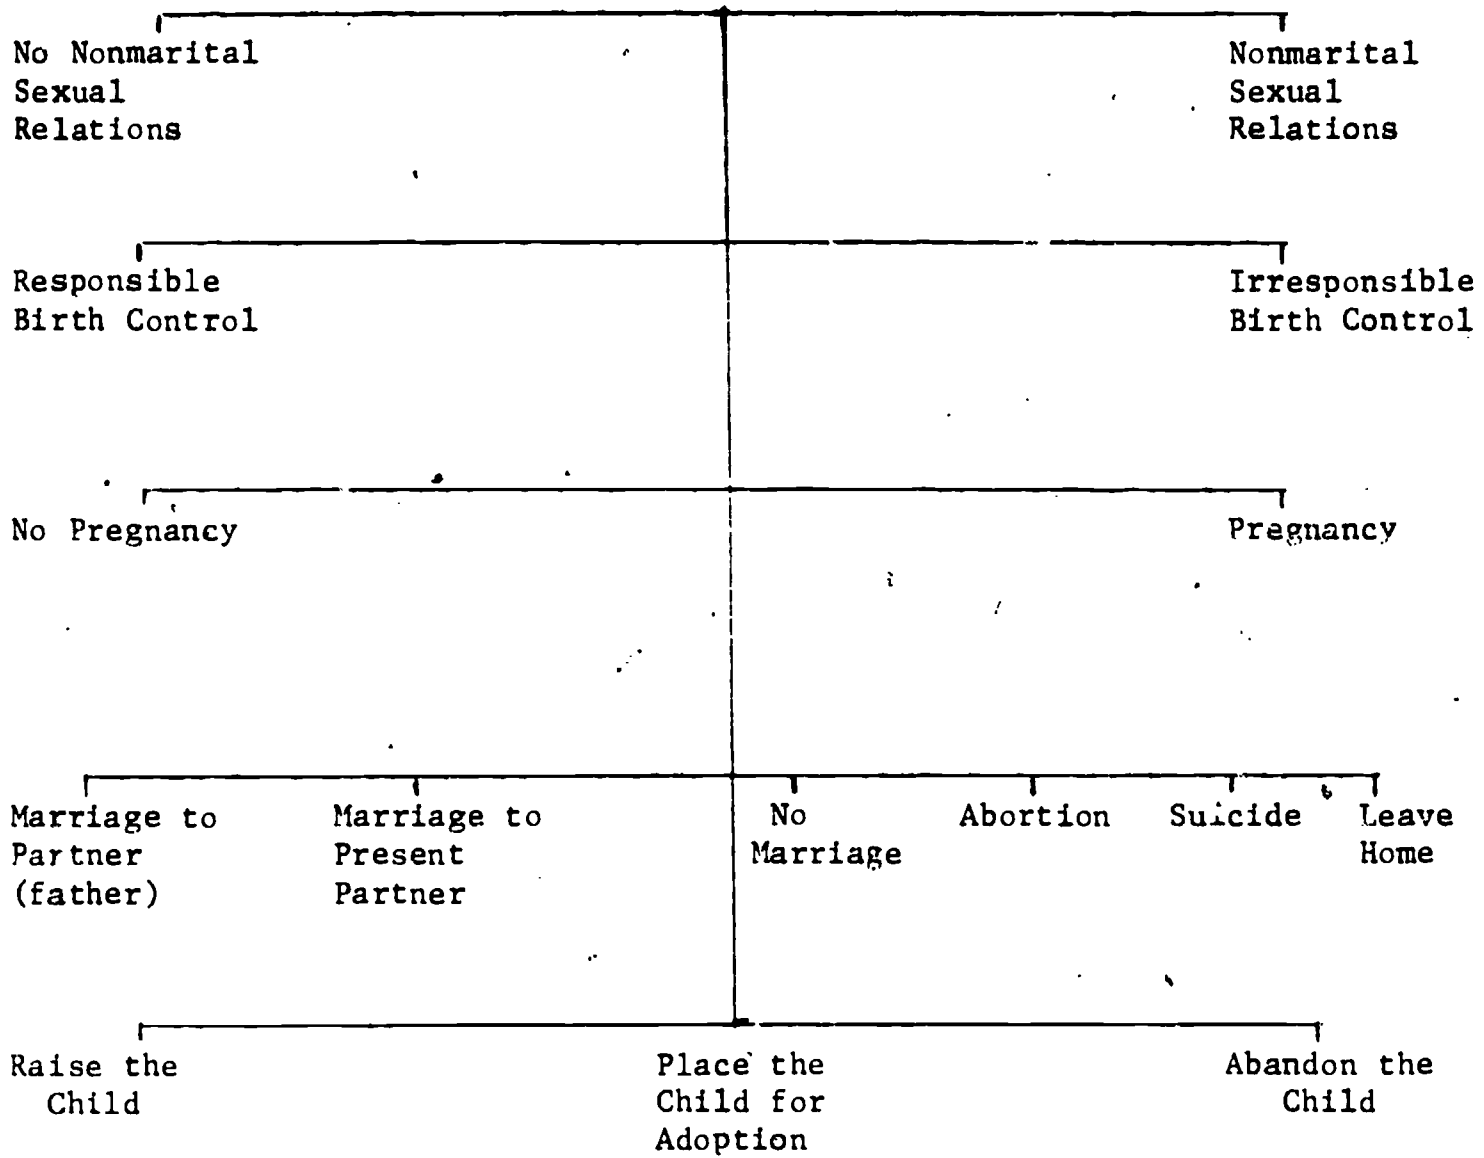 No Nonmarital
Sexual
Relations
Nonmarital
Sexual
Relations
Responsible
Birth Control
Irresponsible
Birth Control
No Pregnancy
Pregnancy
Marriage to
Partner
(father)
Marriage to
Present
Partner
No
Marriage
Abortion
Suicide
Leave
Home
Raise the
Child
Place the
Child for
Adoption
Abandon the
Child